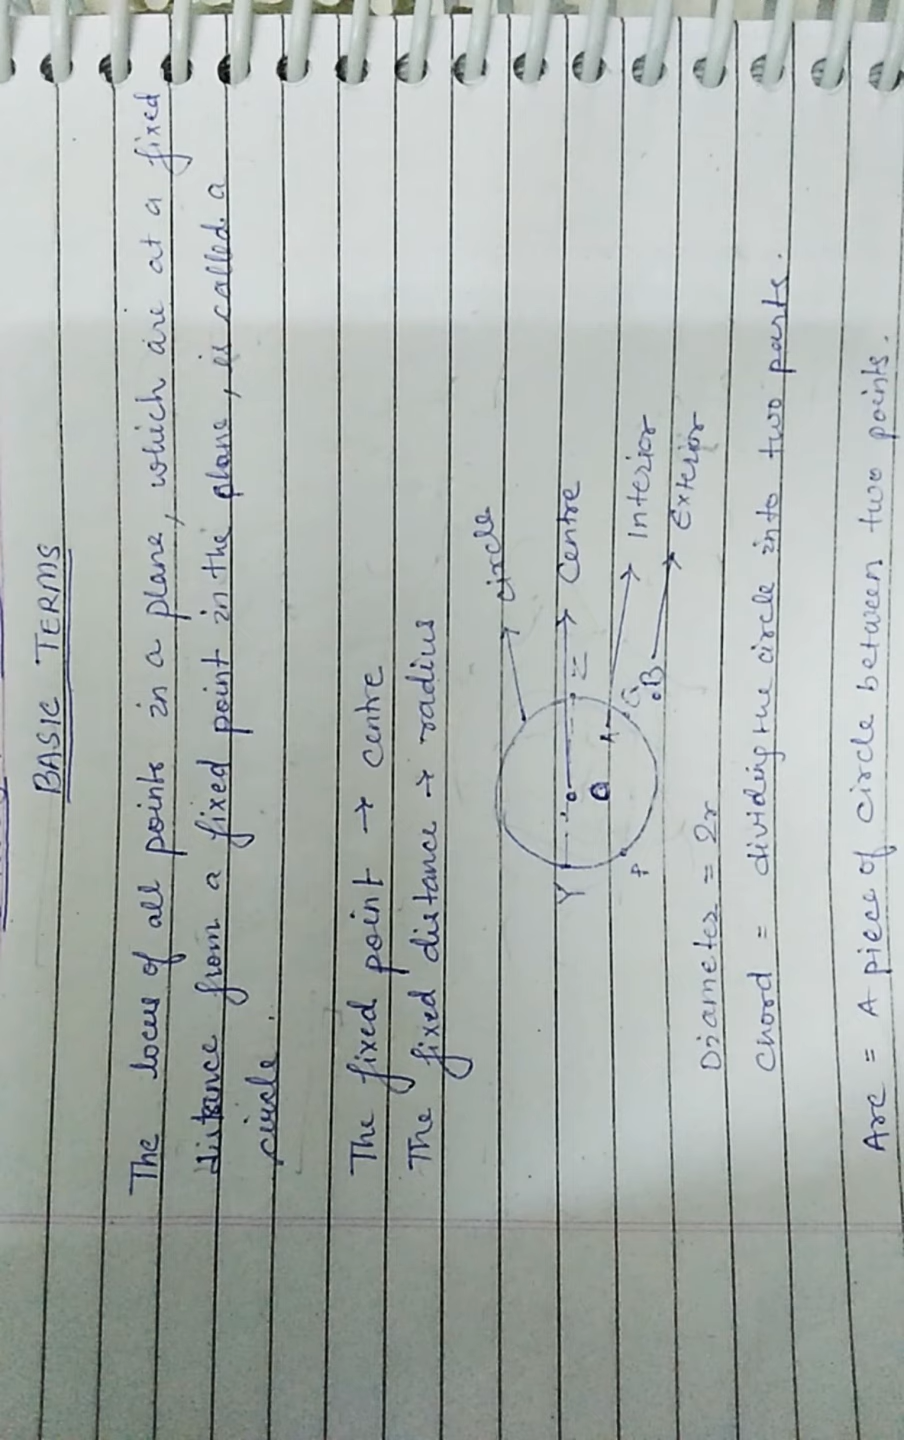 BASIC TERMS
The locus of all points in a plane, which are at a fixed
distance from a fixed point in the plane, is called a
circle.
The fixed point → centre
The fixed distance → radius
circle
Y
O
Centre
Q
A
Interior
P
B
Exterior
Diameter = 2r
Chord = dividing the circle into two parts.
Arc = A piece of circle between two points.